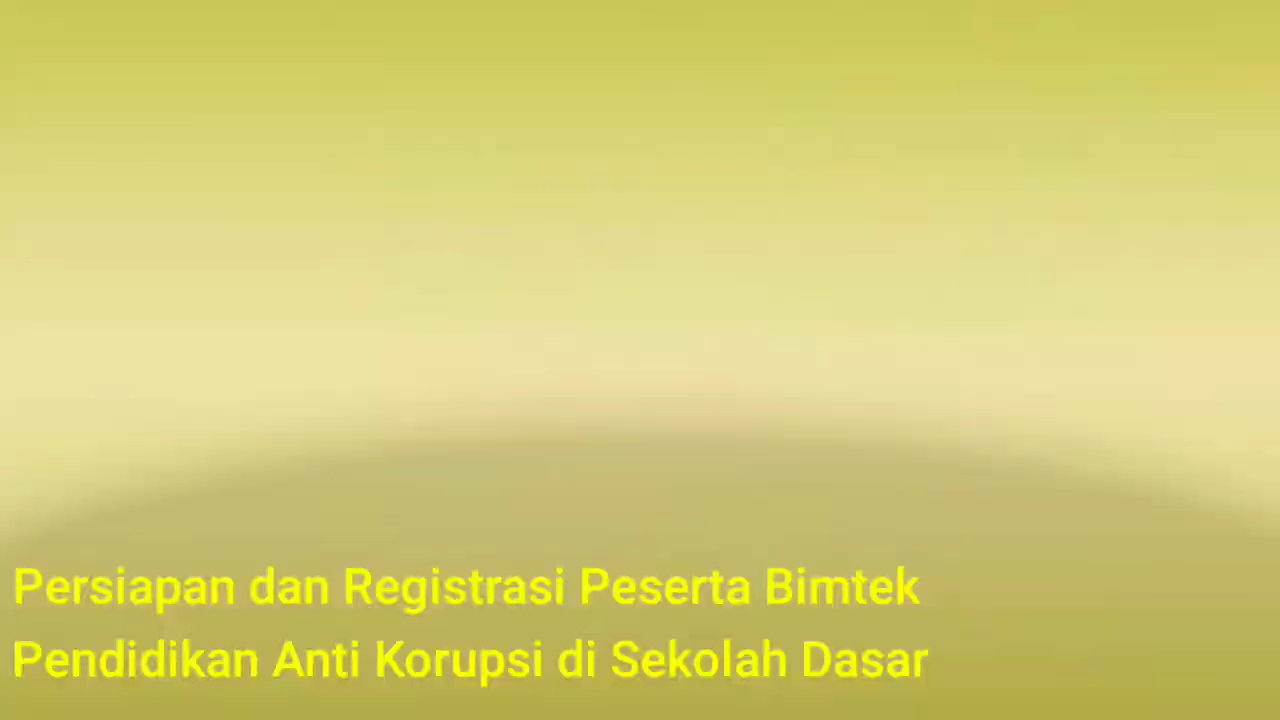 Persiapan dan Registrasi Peserta Bimtek
Pendidikan Anti Korupsi di Sekolah Dasar